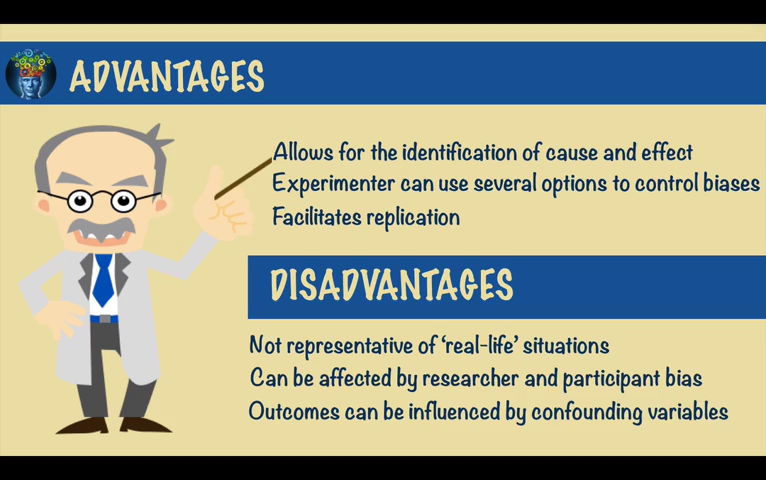 ADVANTAGES
Allows for the identification of cause and effect
Experimenter can use several options to control biases
Facilitates replication
DISADVANTAGES
Not representative of ‘real-life’ situations
Can be affected by researcher and participant bias
Outcomes can be influenced by confounding variables